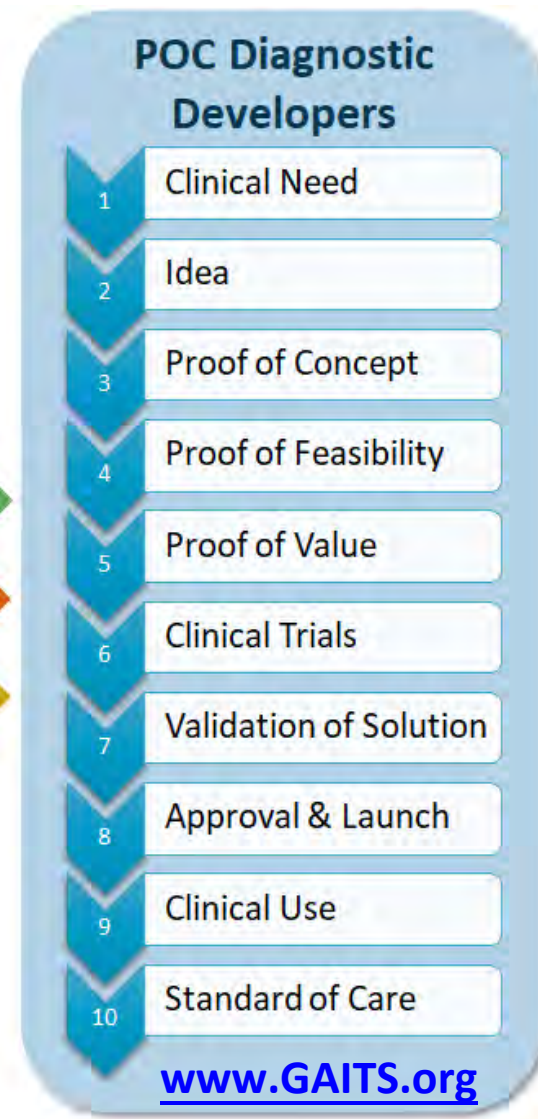 POC Diagnostic
Developers
1 Clinical Need
2 Idea
3 Proof of Concept
4 Proof of Feasibility
5 Proof of Value
6 Clinical Trials
7 Validation of Solution
8 Approval & Launch
9 Clinical Use
10 Standard of Care
www.GAITS.org